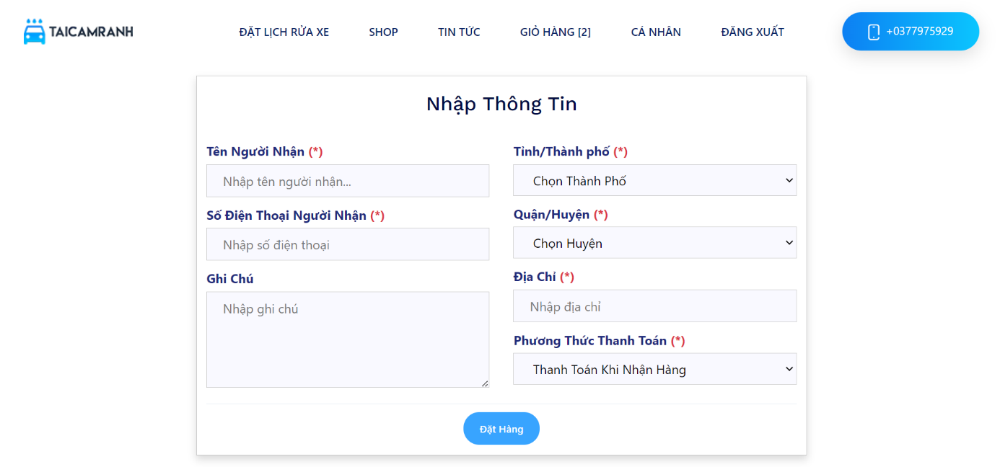 TAICAMRANH
ĐẶT LỊCH RỬA XE
SHOP
TIN TỨC
GIỎ HÀNG [2]
CÁ NHÂN
ĐĂNG XUẤT
+0377975929
Nhập Thông Tin
Tên Người Nhận (*)
Nhập tên người nhận...
Số Điện Thoại Người Nhận (*)
Nhập số điện thoại
Ghi Chú
Nhập ghi chú
Tỉnh/Thành phố (*)
Chọn Thành Phố
Quận/Huyện (*)
Chọn Huyện
Địa Chỉ (*)
Nhập địa chỉ
Phương Thức Thanh Toán (*)
Thanh Toán Khi Nhận Hàng
Đặt Hàng